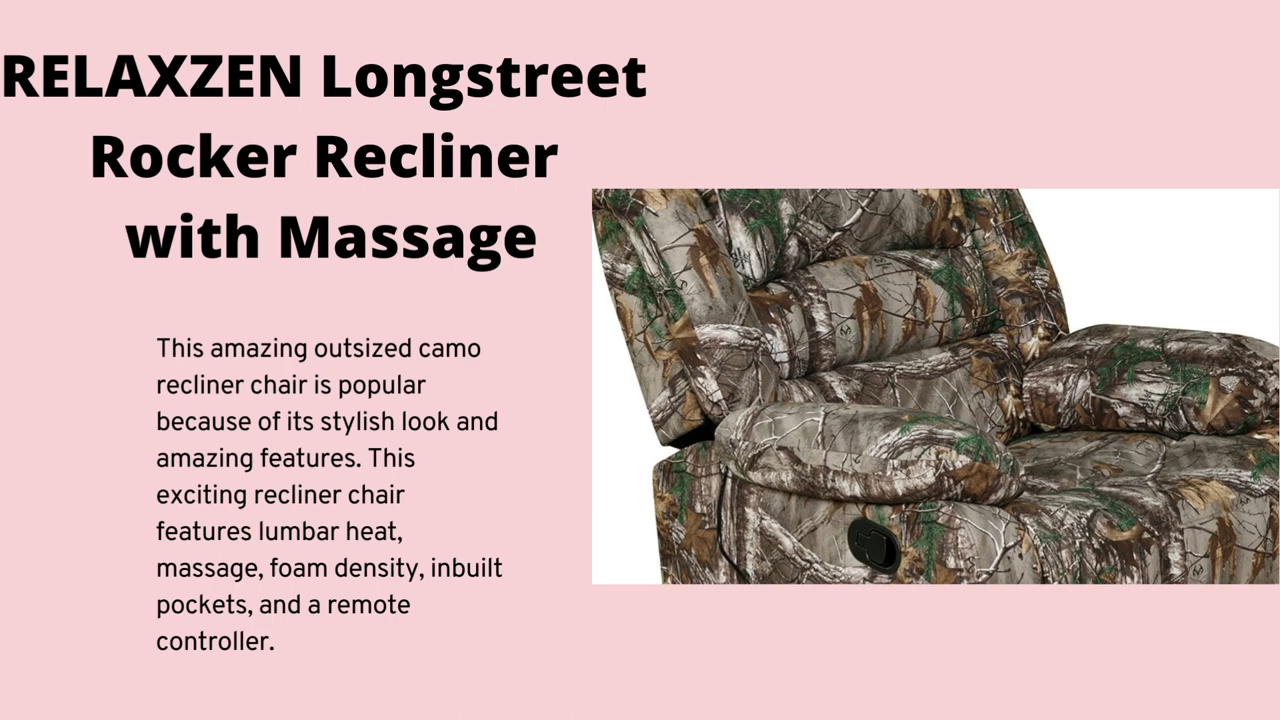 RELAXZEN Longstreet
Rocker Recliner
with Massage
This amazing outsized camo
recliner chair is popular
because of its stylish look and
amazing features. This
exciting recliner chair
features lumbar heat,
massage, foam density, inbuilt
pockets, and a remote
controller.